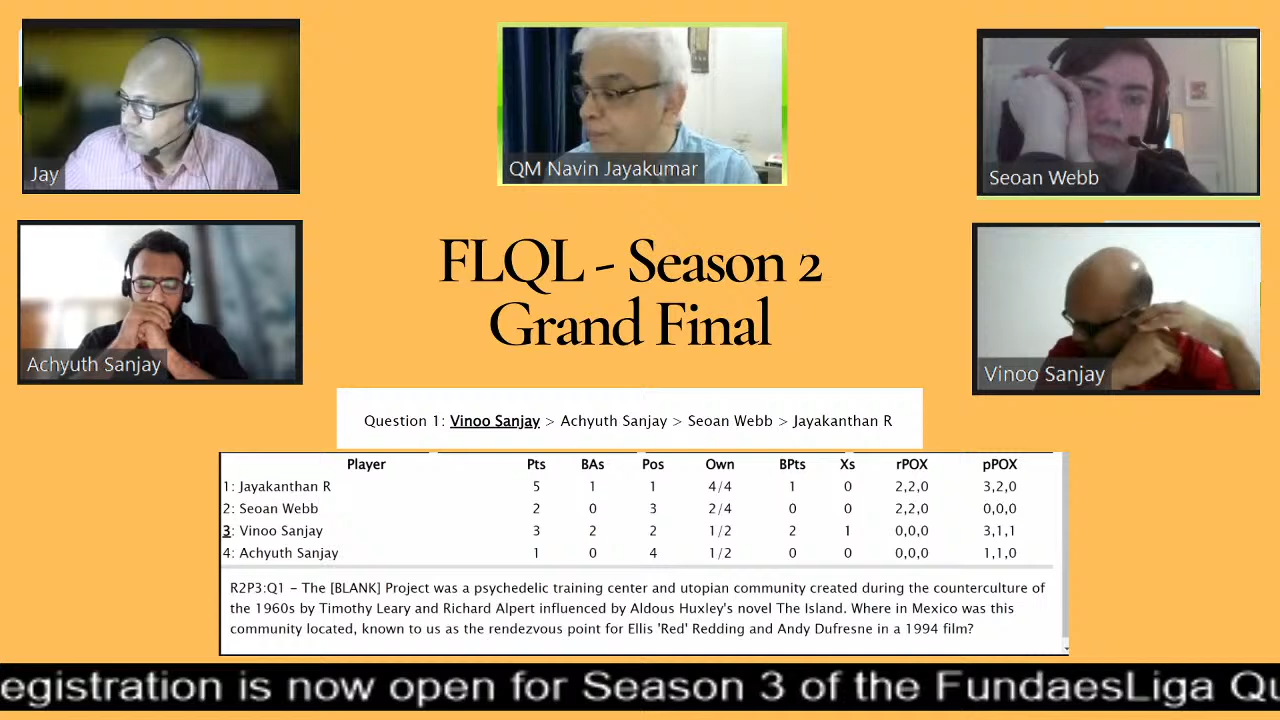 Jay
QM Navin Jayakumar
Seoan Webb
Achyuth Sanjay
FLQL - Season 2
Grand Final
Vinoo Sanjay
Question 1: Vinoo Sanjay > Achyuth Sanjay > Seoan Webb > Jayakanthan R
Player Pts BAs Pos Own BPts Xs rPOX pPOX
1: Jayakanthan R 5 1 1 4/4 1 0 2,2,0 3,2,0
2: Seoan Webb 2 0 3 2/4 0 0 2,2,0 0,0,0
3: Vinoo Sanjay 3 2 2 1/2 2 1 0,0,0 3,1,1
4: Achyuth Sanjay 1 0 4 1/2 0 0 0,0,0 1,1,0
R2P3:Q1 - The [BLANK] Project was a psychedelic training center and utopian community created during the counterculture of
the 1960s by Timothy Leary and Richard Alpert influenced by Aldous Huxley's novel The Island. Where in Mexico was this
community located, known to us as the rendezvous point for Ellis 'Red' Redding and Andy Dufresne in a 1994 film?
egistration is now open for Season 3 of the FundaesLiga Qu